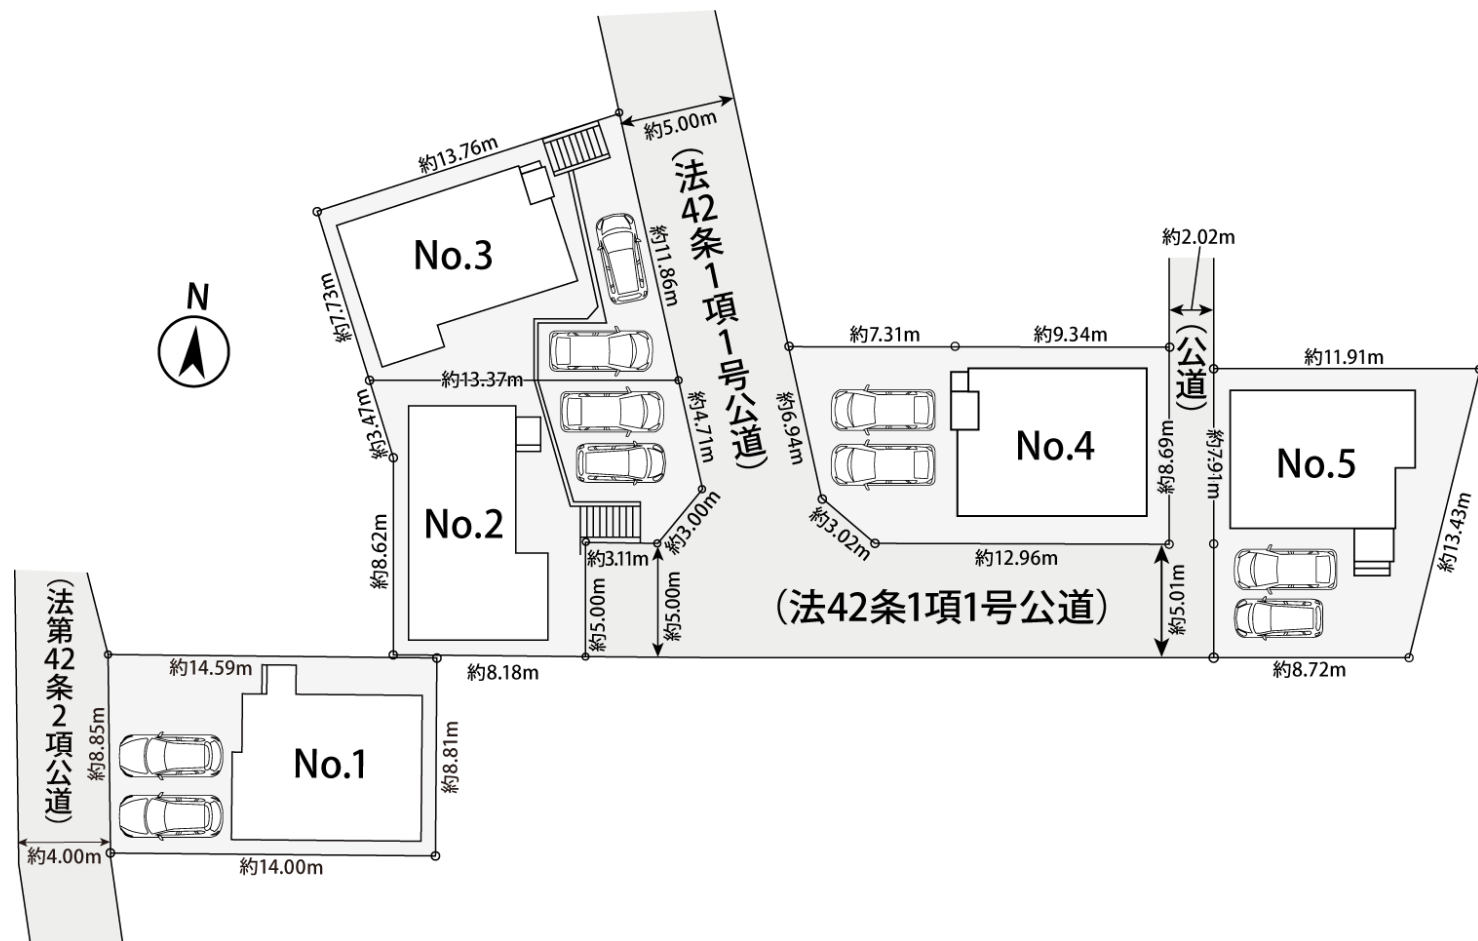 約5.00m
約13.76m
(法42条1項1号公道)
No.3
約11.86m
約7.73m
N
約13.37m
約3.47m
約4.71m
約6.94m
約7.31m
約9.34m
約2.02m
(公道)
約11.91m
No.4
約8.69m
約7.91m
No.5
約13.43m
No.2
約8.62m
約3.00m
約3.02m
約3.11m
約12.96m
約5.00m
約5.00m
(法42条1項1号公道)
約5.01m
約8.18m
約8.72m
(法第42条2項公道)
約14.59m
約8.85m
No.1
約8.81m
約4.00m
約14.00m